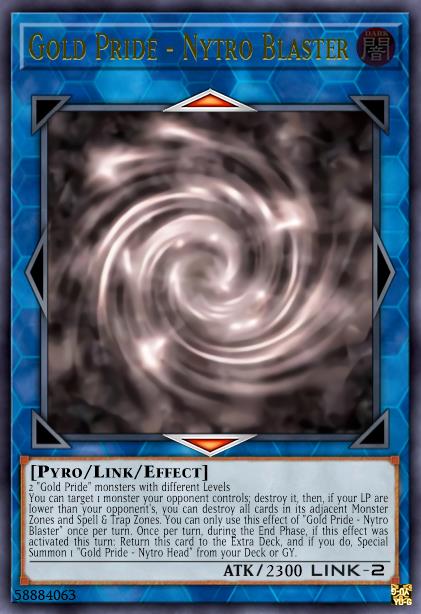 GOLD PRIDE - NYTRO BLASTER
DARK
闇
[PYRO/LINK/EFFECT]
2 "Gold Pride" monsters with different Levels
You can target 1 monster your opponent controls; destroy it, then, if your LP are
lower than your opponent's, you can destroy all cards in its adjacent Monster
Zones and Spell & Trap Zones. You can only use this effect of "Gold Pride - Nytro
Blaster" once per turn. Once per turn, during the End Phase, if this effect was
activated this turn: Return this card to the Extra Deck, and if you do, Special
Summon 1 "Gold Pride - Nytro Head" from your Deck or GY.
ATK/2300 LINK-2
58884063